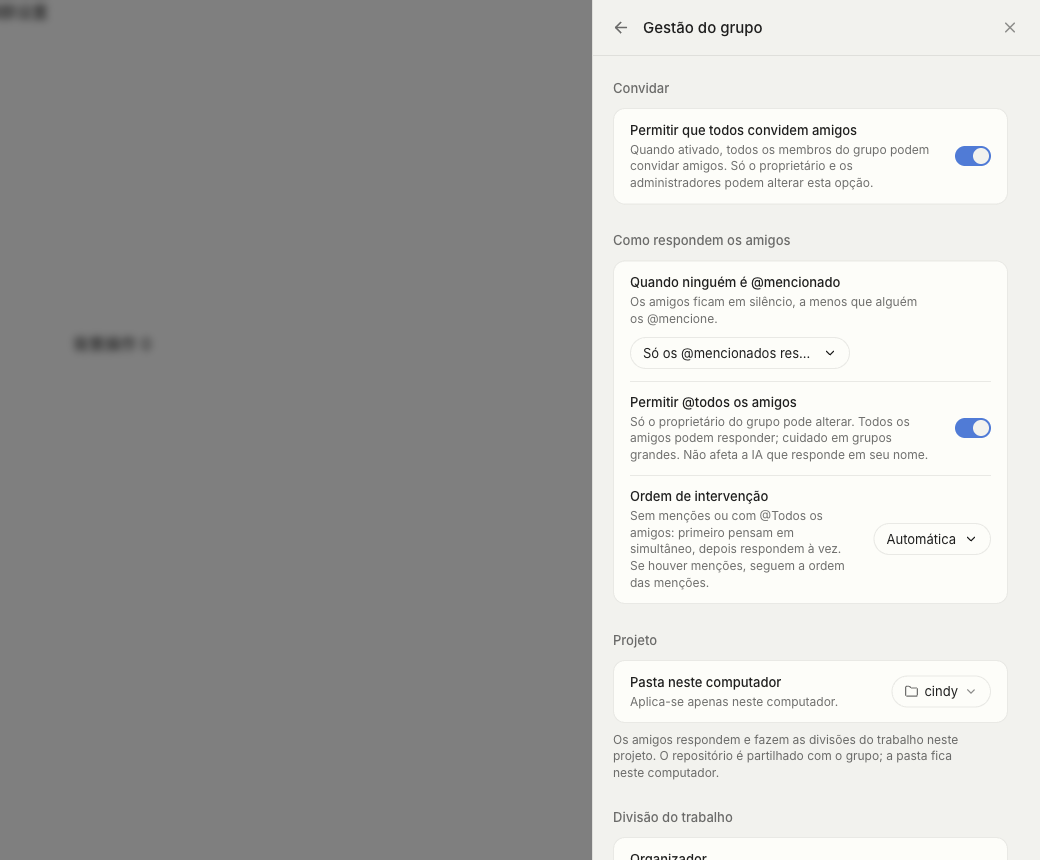 Gestão do grupo
Convidar
Permitir que todos convidem amigos
Quando ativado, todos os membros do grupo podem
convidar amigos. Só o proprietário e os
administradores podem alterar esta opção.
Como respondem os amigos
Quando ninguém é @mencionado
Os amigos ficam em silêncio, a menos que alguém
os @mencione.
Só os @mencionados res...
Permitir @todos os amigos
Só o proprietário do grupo pode alterar. Todos os
amigos podem responder; cuidado em grupos
grandes. Não afeta a IA que responde em seu nome.
Ordem de intervenção
Sem menções ou com @Todos os
amigos: primeiro pensam em
simultâneo, depois respondem à vez.
Se houver menções, seguem a ordem
das menções.
Automática
Projeto
Pasta neste computador
Aplica-se apenas neste computador.
cindy
Os amigos respondem e fazem as divisões do trabalho neste
projeto. O repositório é partilhado com o grupo; a pasta fica
neste computador.
Divisão do trabalho
Organizador